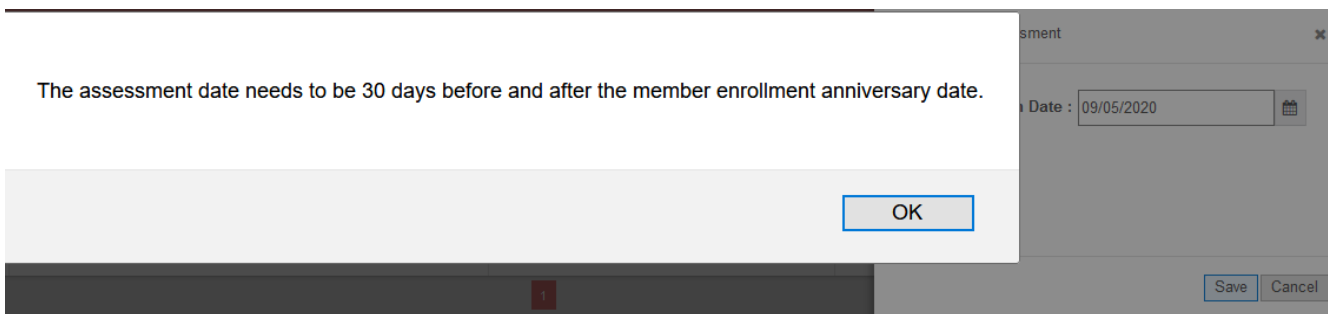 sment
The assessment date needs to be 30 days before and after the member enrollment anniversary date.
Date : 09/05/2020
OK
1
Save Cancel